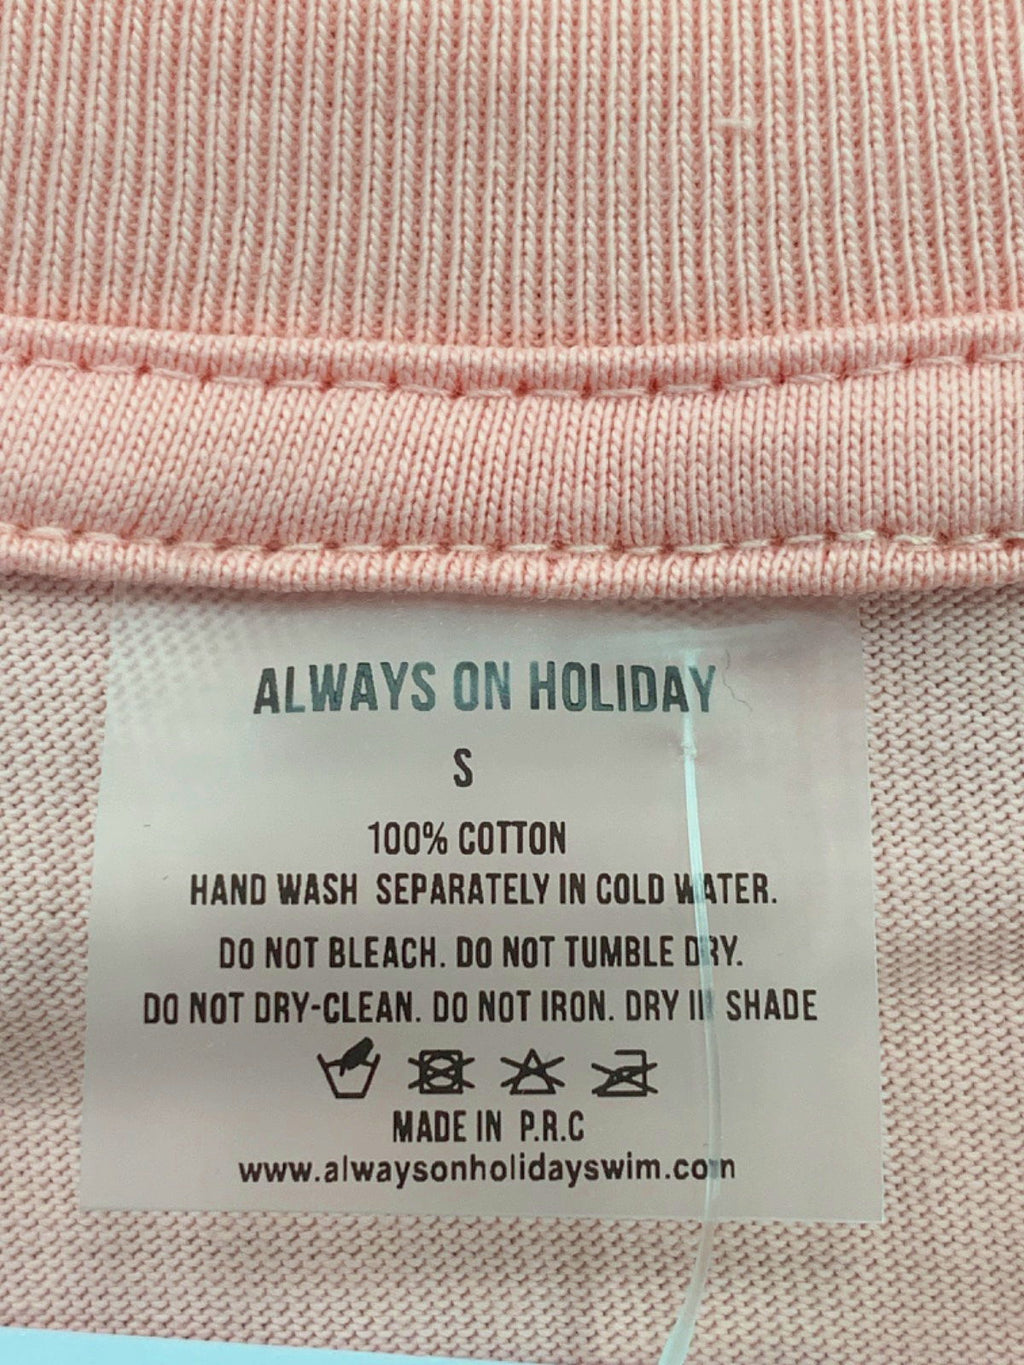 ALWAYS ON HOLIDAY
S
100% COTTON
HAND WASH SEPARATELY IN COLD WATER.
DO NOT BLEACH. DO NOT TUMBLE DRY.
DO NOT DRY-CLEAN. DO NOT IRON. DRY IN SHADE
MADE IN P.R.C
www.alwaysonholidayswim.com